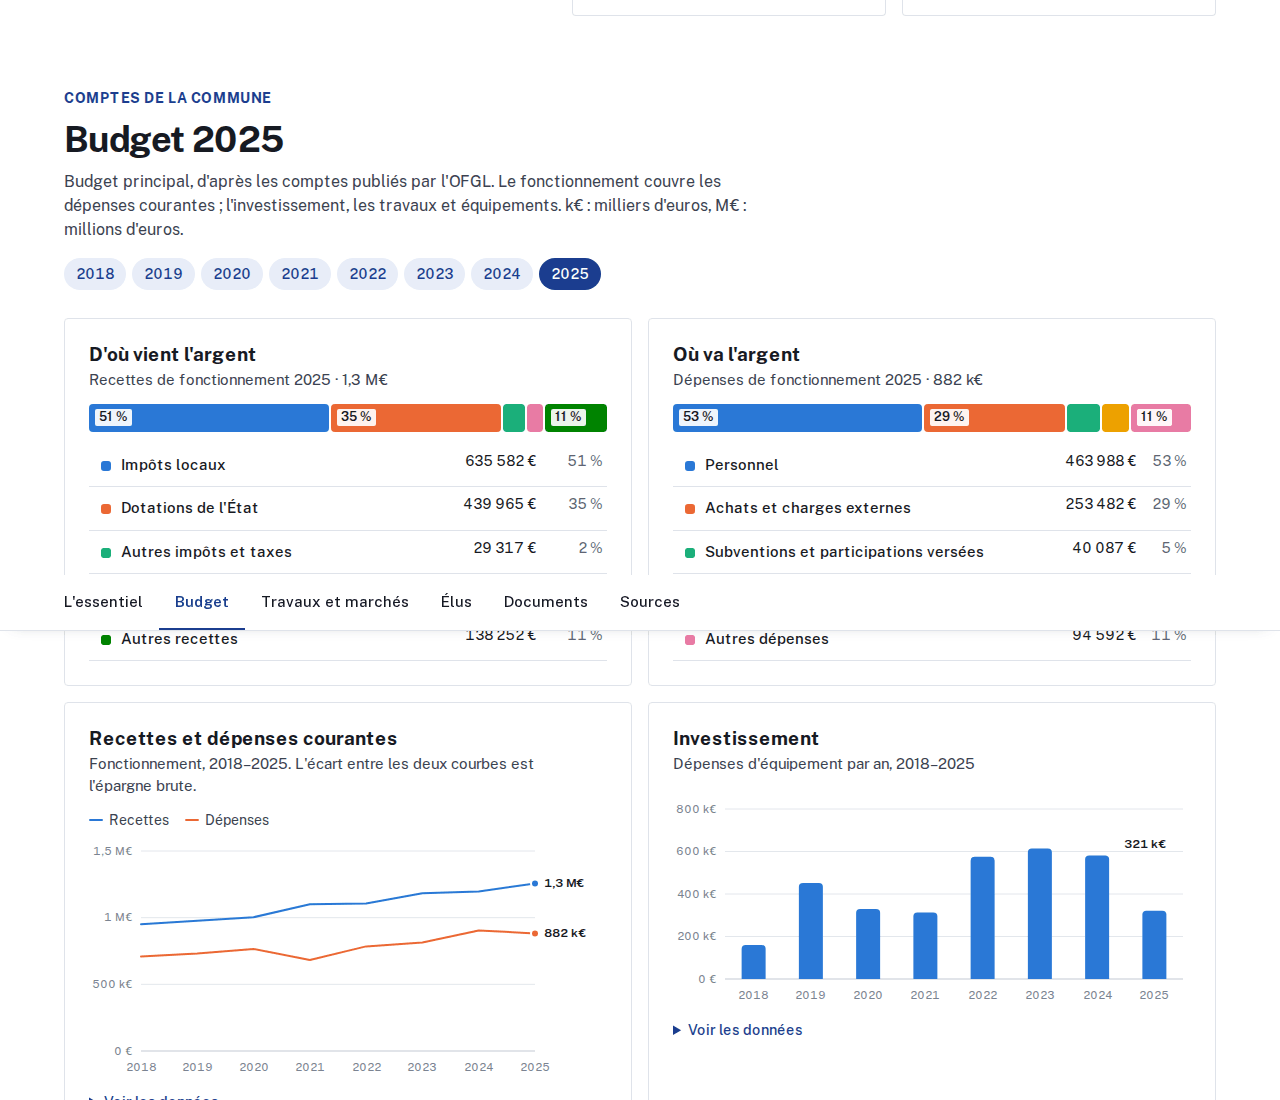 COMPTES DE LA COMMUNE
Budget 2025
Budget principal, d'après les comptes publiés par l'OFGL. Le fonctionnement couvre les
dépenses courantes ; l'investissement, les travaux et équipements. k€ : milliers d'euros, M€ :
millions d'euros.
2018 2019 2020 2021 2022 2023 2024 2025
D'où vient l'argent
Recettes de fonctionnement 2025 · 1,3 M€
51 % 35 % 11 %
Impôts locaux 635 582 € 51 %
Dotations de l'État 439 965 € 35 %
Autres impôts et taxes 29 317 € 2 %
Où va l'argent
Dépenses de fonctionnement 2025 · 882 k€
53 % 29 % 11 %
Personnel 463 988 € 53 %
Achats et charges externes 253 482 € 29 %
Subventions et participations versées 40 087 € 5 %
L'essentiel Budget Travaux et marchés Élus Documents Sources
Autres recettes 138 252 € 11 %
Autres dépenses 94 592 € 11 %
Recettes et dépenses courantes
Fonctionnement, 2018–2025. L'écart entre les deux courbes est
l'épargne brute.
Recettes Dépenses
1,5 M€
1,3 M€
1 M€
882 k€
500 k€
0 €
2018 2019 2020 2021 2022 2023 2024 2025
Voir les données
Investissement
Dépenses d'équipement par an, 2018–2025
800 k€
321 k€
600 k€
400 k€
200 k€
0 €
2018 2019 2020 2021 2022 2023 2024 2025
Voir les données